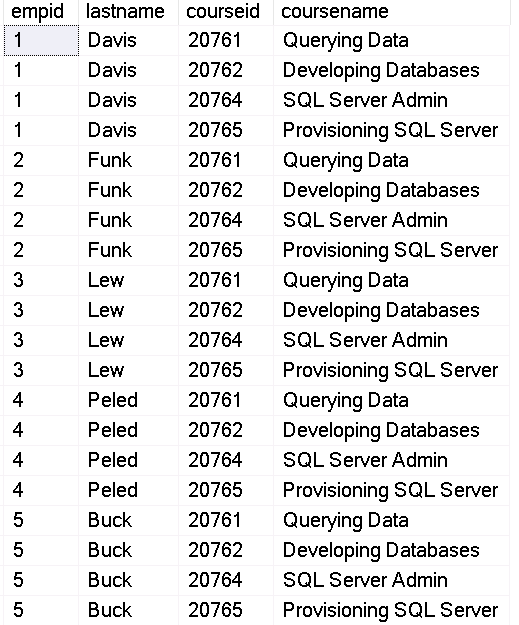 empid lastname courseid coursename
1 Davis 20761 Querying Data
1 Davis 20762 Developing Databases
1 Davis 20764 SQL Server Admin
1 Davis 20765 Provisioning SQL Server
2 Funk 20761 Querying Data
2 Funk 20762 Developing Databases
2 Funk 20764 SQL Server Admin
2 Funk 20765 Provisioning SQL Server
3 Lew 20761 Querying Data
3 Lew 20762 Developing Databases
3 Lew 20764 SQL Server Admin
3 Lew 20765 Provisioning SQL Server
4 Peled 20761 Querying Data
4 Peled 20762 Developing Databases
4 Peled 20764 SQL Server Admin
4 Peled 20765 Provisioning SQL Server
5 Buck 20761 Querying Data
5 Buck 20762 Developing Databases
5 Buck 20764 SQL Server Admin
5 Buck 20765 Provisioning SQL Server